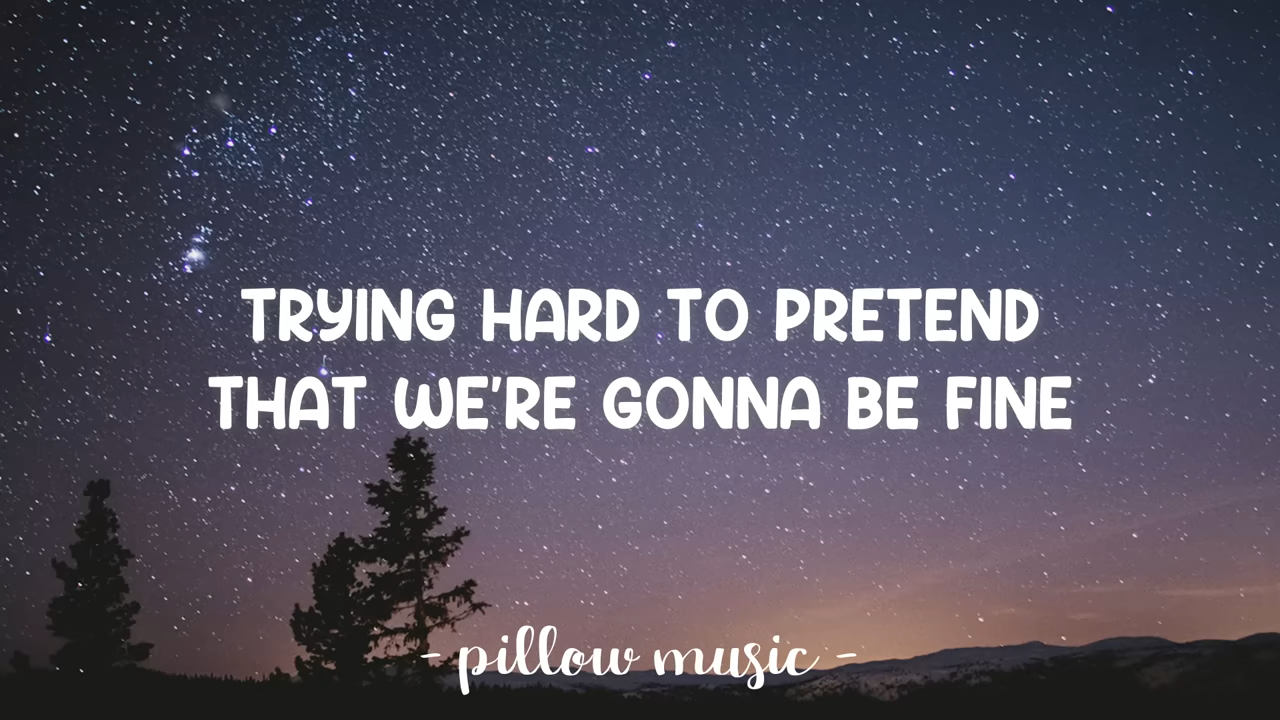 TRYING HARD TO PRETEND
THAT WE'RE GONNA BE FINE
- pillow music -